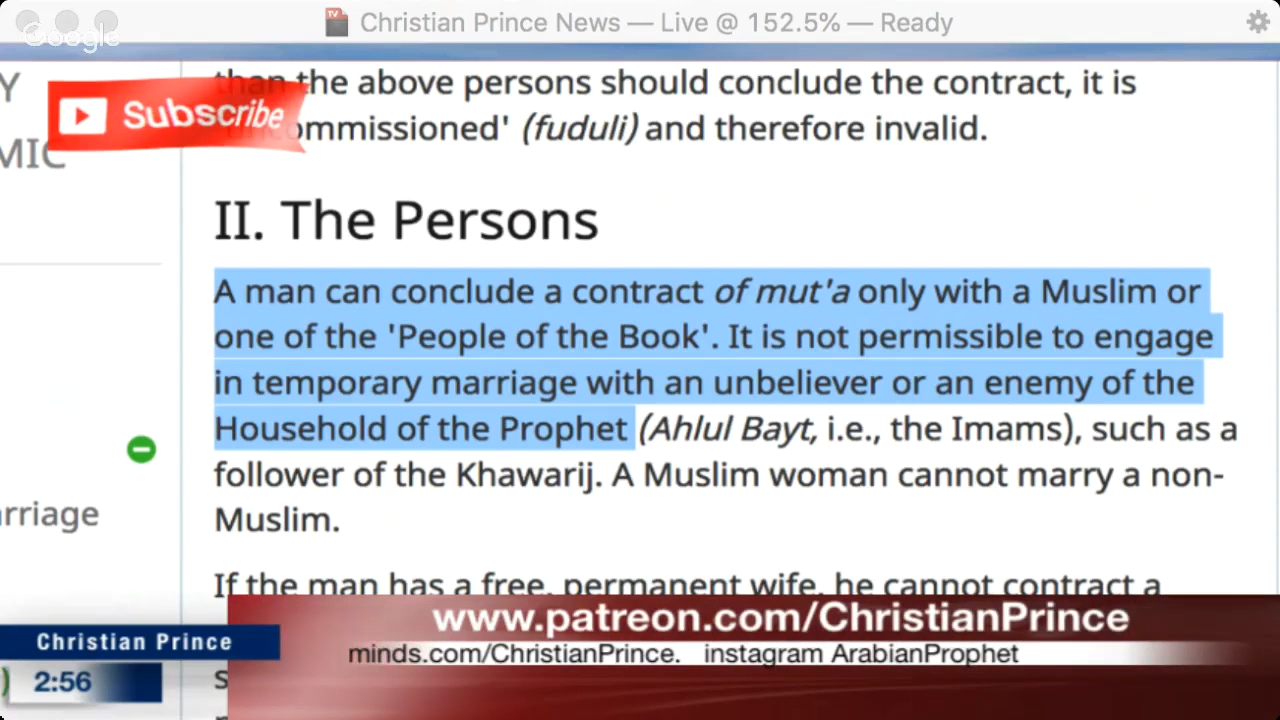 Christian Prince News — Live @ 152.5% — Ready
Google
Y
than the above persons should conclude the contract, it is
Subscribe
commissioned' (fuduli) and therefore invalid.
MIC
II. The Persons
A man can conclude a contract of mut'a only with a Muslim or
one of the 'People of the Book'. It is not permissible to engage
in temporary marriage with an unbeliever or an enemy of the
Household of the Prophet (Ahlul Bayt, i.e., the Imams), such as a
follower of the Khawarij. A Muslim woman cannot marry a non-
Muslim.
arriage
If the man has a free, permanent wife, he cannot contract a
www.patreon.com/ChristianPrince
Christian Prince
minds.com/ChristianPrince. instagram ArabianProphet
) 2:56
s